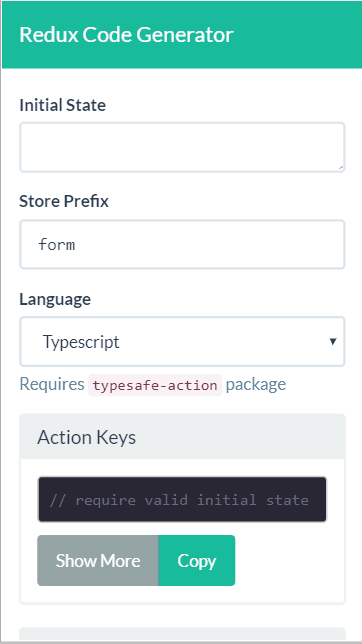 Redux Code Generator
Initial State
Store Prefix
form
Language
Typescript
Requires typesafe-action package
Action Keys
// require valid initial state
Show More Copy